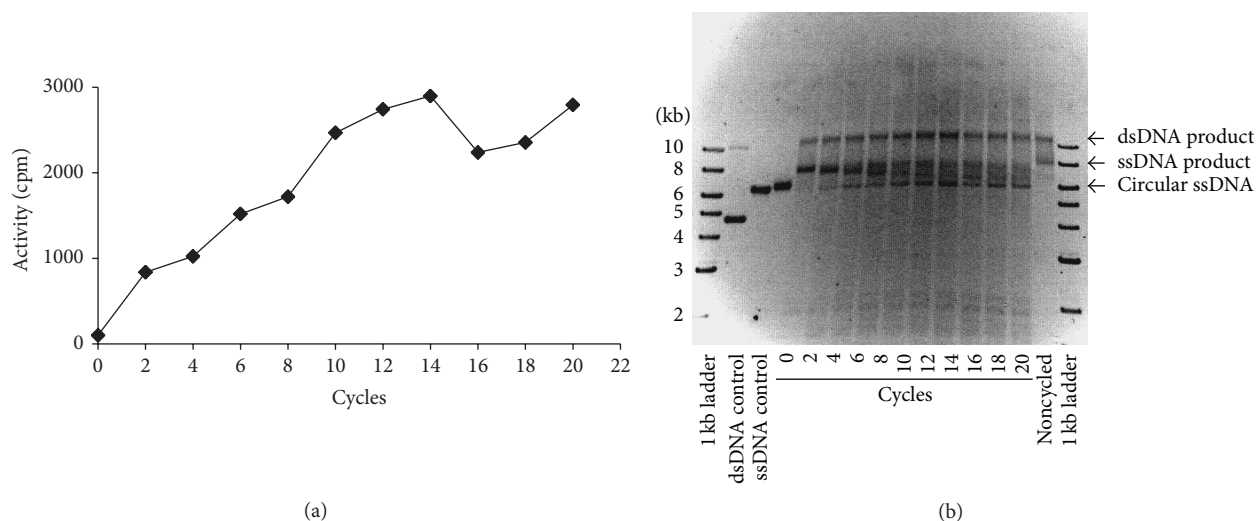 3000
2000
1000
0
Activity (cpm)
0 2 4 6 8 10 12 14 16 18 20 22
Cycles
(a)
(kb)
10
8
6
5
4
3
2
dsDNA product
ssDNA product
Circular ssDNA
1 kb ladder
dsDNA control
ssDNA control
0 2 4 6 8 10 12 14 16 18 20
Noncycled
1 kb ladder
Cycles
(b)